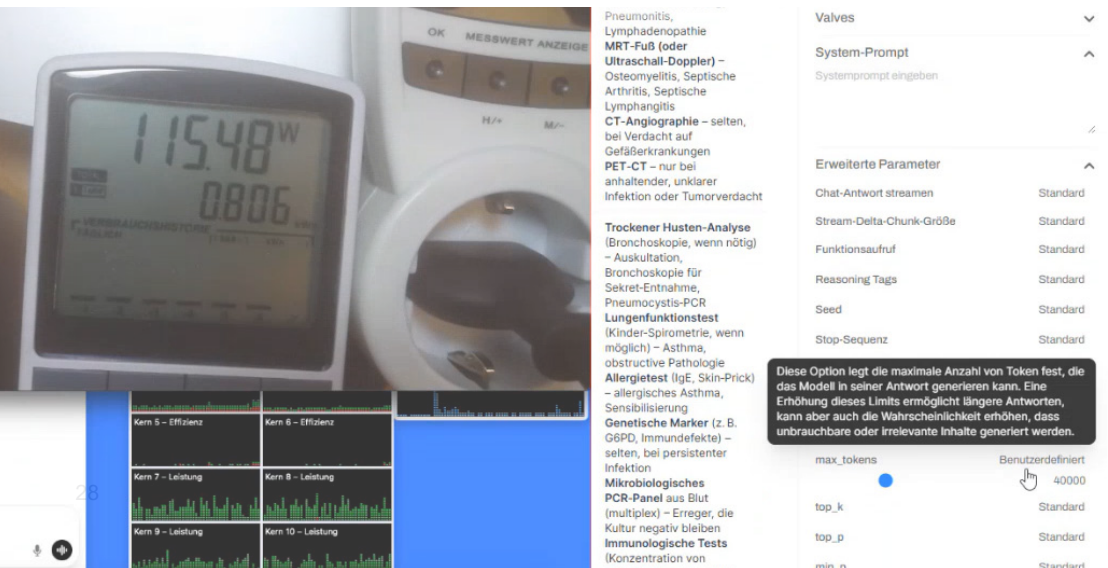 OK MESSWERT ANZEIGE
H/+ M/–
115.48 W
0.806
VERBRAUCHSHISTORIE
TÄGLICH
Kern 5 – Effizienz
Kern 6 – Effizienz
Kern 7 – Leistung
Kern 8 – Leistung
28
Kern 9 – Leistung
Kern 10 – Leistung
Pneumonitis,
Lymphadenopathie
MRT-Fuß (oder
Ultraschall-Doppler) –
Osteomyelitis, Septische
Arthritis, Septische
Lymphangitis
CT-Angiographie – selten,
bei Verdacht auf
Gefäßerkrankungen
PET-CT – nur bei
anhaltender, unklarer
Infektion oder Tumorverdacht
Trockener Husten-Analyse
(Bronchoskopie, wenn nötig)
– Auskultation,
Bronchoskopie für
Sekret-Entnahme,
Pneumocystis-PCR
Lungenfunktionstest
(Kinder-Spirometrie, wenn
möglich) – Asthma,
obstructive Pathologie
Allergietest (IgE, Skin-Prick)
– allergisches Asthma,
Sensibilisierung
Genetische Marker (z. B.
G6PD, Immundefekte) –
selten, bei persistenter
Infektion
Mikrobiologisches
PCR-Panel aus Blut
(multiplex) – Erreger, die
Kultur negativ bleiben
Immunologische Tests
(Konzentration von
Valves
System-Prompt
Systemprompt eingeben
Erweiterte Parameter
Chat-Antwort streamen Standard
Stream-Delta-Chunk-Größe Standard
Funktionsaufruf Standard
Reasoning Tags Standard
Seed Standard
Stop-Sequenz Standard
Diese Option legt die maximale Anzahl von Token fest, die
das Modell in seiner Antwort generieren kann. Eine
Erhöhung dieses Limits ermöglicht längere Antworten,
kann aber auch die Wahrscheinlichkeit erhöhen, dass
unbrauchbare oder irrelevante Inhalte generiert werden.
max_tokens Benutzerdefiniert
40000
top_k Standard
top_p Standard
min_p Standard